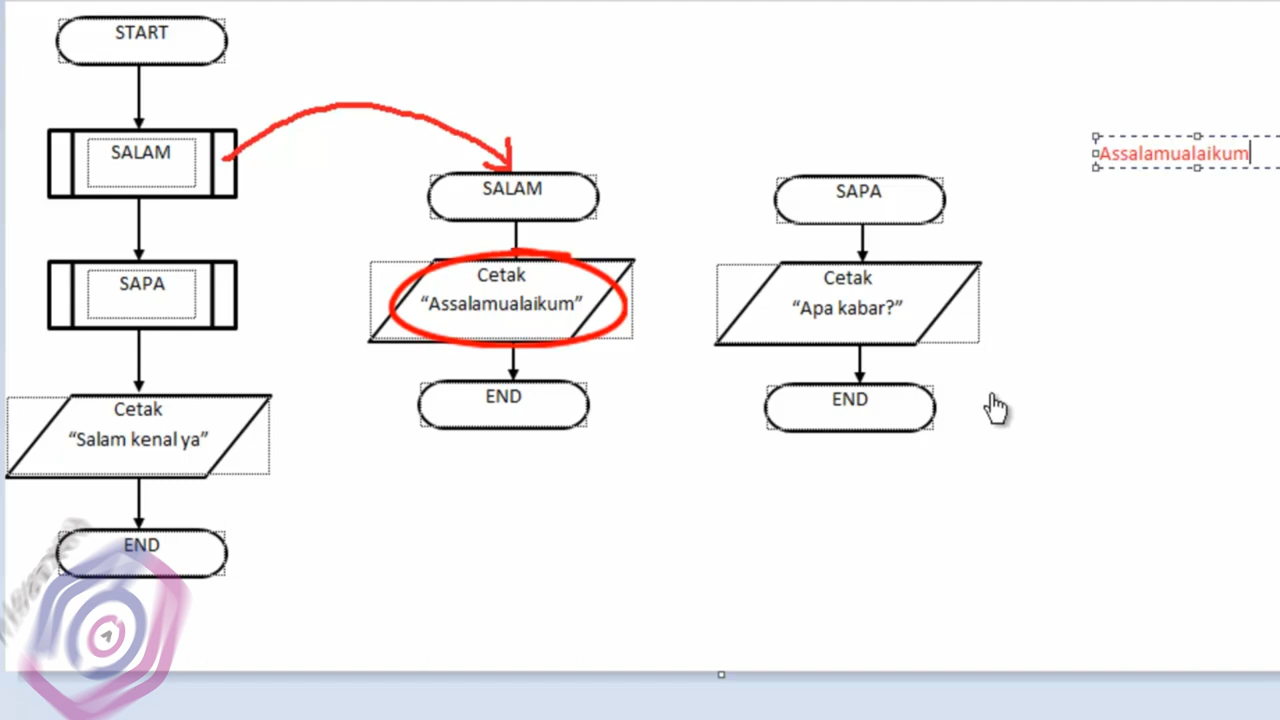 START
SALAM
SAPA
Cetak
“Salam kenal ya”
END
SALAM
Cetak
“Assalamualaikum”
END
SAPA
Cetak
“Apa kabar?”
END
Assalamualaikum